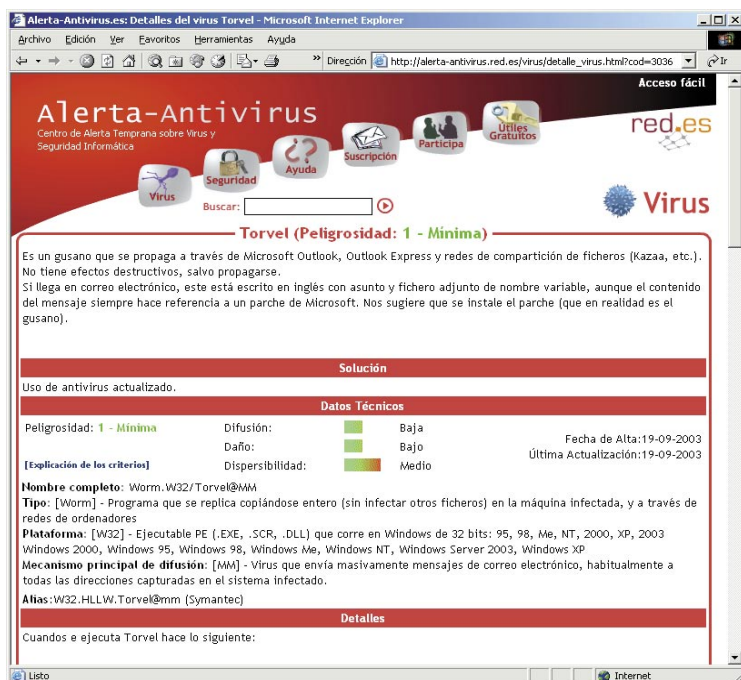 Alerta-Antivirus.es: Detalles del virus Torvel - Microsoft Internet Explorer
Archivo Edición Ver Favoritos Herramientas Ayuda
» Dirección http://alerta-antivirus.red.es/virus/detalle_virus.html?cod=3036 Ir
Acceso fácil
Alerta-Antivirus
Centro de Alerta Temprana sobre Virus y
Seguridad Informática
red.es
Virus
Seguridad
Ayuda
Suscripción
Participa
Útiles
Gratuitos
Buscar:
Virus
Torvel (Peligrosidad: 1 - Mínima)
Es un gusano que se propaga a través de Microsoft Outlook, Outlook Express y redes de compartición de ficheros (Kazaa, etc.).
No tiene efectos destructivos, salvo propagarse.
Si llega en correo electrónico, este está escrito en inglés con asunto y fichero adjunto de nombre variable, aunque el contenido
del mensaje siempre hace referencia a un parche de Microsoft. Nos sugiere que se instale el parche (que en realidad es el
gusano).
Solución
Uso de antivirus actualizado.
Datos Técnicos
Peligrosidad: 1 - Mínima Difusión: Baja
Daño: Bajo
Fecha de Alta:19-09-2003
Última Actualización:19-09-2003
[Explicación de los criterios] Dispersibilidad: Medio
Nombre completo: Worm.W32/Torvel@MM
Tipo: [Worm] - Programa que se replica copiándose entero (sin infectar otros ficheros) en la máquina infectada, y a través de
redes de ordenadores
Plataforma: [W32] - Ejecutable PE (.EXE, .SCR, .DLL) que corre en Windows de 32 bits: 95, 98, Me, NT, 2000, XP, 2003
Windows 2000, Windows 95, Windows 98, Windows Me, Windows NT, Windows Server 2003, Windows XP
Mecanismo principal de difusión: [MM] - Virus que envía masivamente mensajes de correo electrónico, habitualmente a
todas las direcciones capturadas en el sistema infectado.
Alias:W32.HLLW.Torvel@mm (Symantec)
Detalles
Cuandos e ejecuta Torvel hace lo siguiente:
Listo
Internet